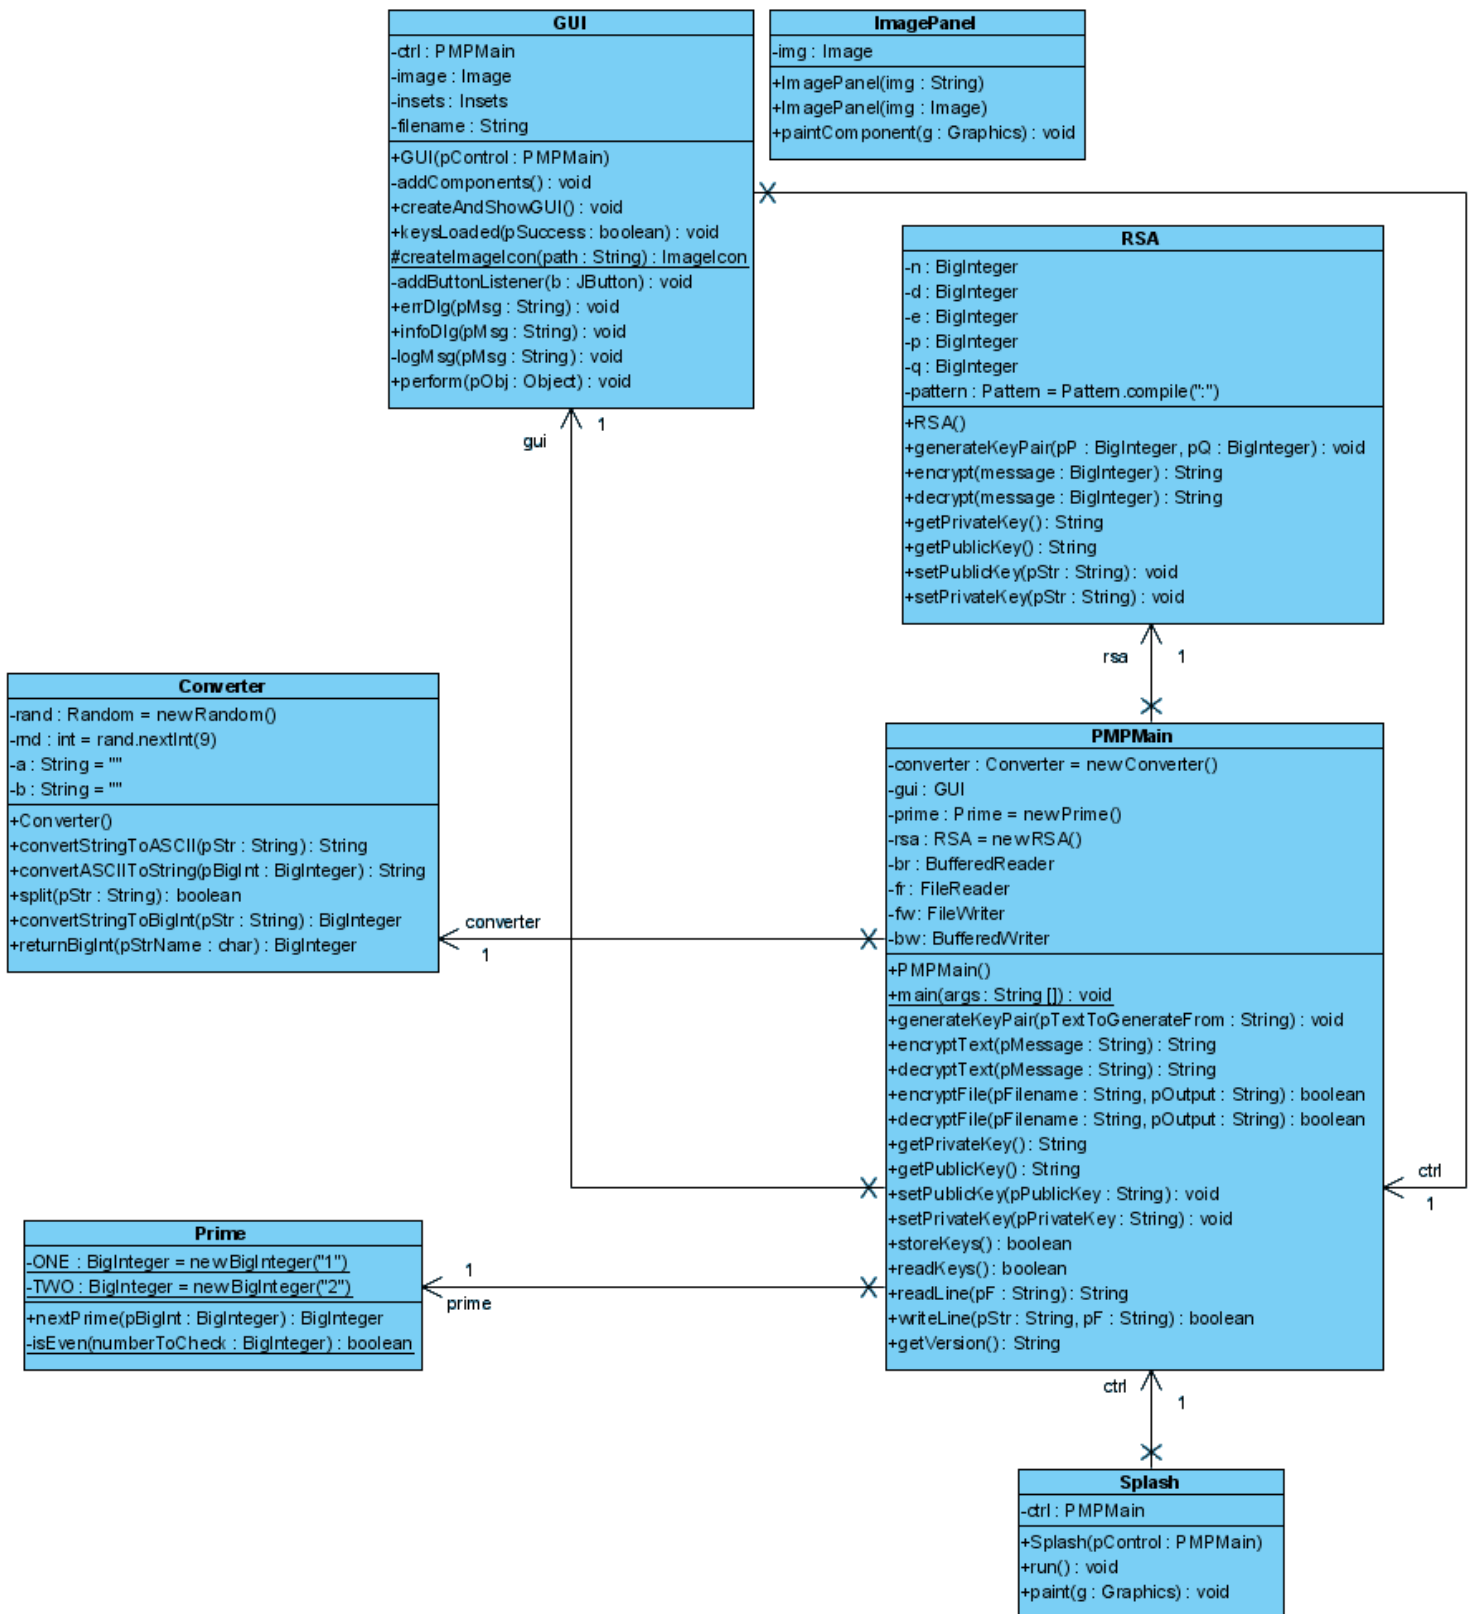 GUI
-ctrl : PMPMain
-image : Image
-insets : Insets
-filename : String
+GUI(pControl : PMPMain)
-addComponents() : void
+createAndShowGUI() : void
+keysLoaded(pSuccess : boolean) : void
#createImageIcon(path : String) : ImageIcon
-addButtonListener(b : JButton) : void
+errDlg(pMsg : String) : void
+infoDlg(pMsg : String) : void
-logMsg(pMsg : String) : void
+perform(pObj : Object) : void
ImagePanel
-img : Image
+ImagePanel(img : String)
+ImagePanel(img : Image)
+paintComponent(g : Graphics) : void
RSA
-n : BigInteger
-d : BigInteger
-e : BigInteger
-p : BigInteger
-q : BigInteger
-pattern : Pattern = Pattern.compile(":")
+RSA()
+generateKeyPair(pP : BigInteger, pQ : BigInteger) : void
+encrypt(message : BigInteger) : String
+decrypt(message : BigInteger) : String
+getPrivateKey() : String
+getPublicKey() : String
+setPublicKey(pStr : String) : void
+setPrivateKey(pStr : String) : void
gui
1
rsa
1
Converter
-rand : Random = new Random()
-rnd : int = rand.nextInt(9)
-a : String = ""
-b : String = ""
+Converter()
+convertStringToASCII(pStr : String) : String
+convertASCIIToString(pBigInt : BigInteger) : String
+split(pStr : String) : boolean
+convertStringToBigInt(pStr : String) : BigInteger
+returnBigInt(pStrName : char) : BigInteger
converter
1
PMPMain
-converter : Converter = new Converter()
-gui : GUI
-prime : Prime = new Prime()
-rsa : RSA = new RSA()
-br : BufferedReader
-fr : FileReader
-fw : FileWriter
-bw : BufferedWriter
+PMPMain()
+main(args : String []) : void
+generateKeyPair(pTextToGenerateFrom : String) : void
+encryptText(pMessage : String) : String
+decryptText(pMessage : String) : String
+encryptFile(pFilename : String, pOutput : String) : boolean
+decryptFile(pFilename : String, pOutput : String) : boolean
+getPrivateKey() : String
+getPublicKey() : String
+setPublicKey(pPublicKey : String) : void
+setPrivateKey(pPrivateKey : String) : void
+storeKeys() : boolean
+readKeys() : boolean
+readLine(pF : String) : String
+writeLine(pStr : String, pF : String) : boolean
+getVersion() : String
ctrl
1
Prime
-ONE : BigInteger = new BigInteger("1")
-TWO : BigInteger = new BigInteger("2")
+nextPrime(pBigInt : BigInteger) : BigInteger
-isEven(numberToCheck : BigInteger) : boolean
1
prime
ctrl
1
Splash
-ctrl : PMPMain
+Splash(pControl : PMPMain)
+run() : void
+paint(g : Graphics) : void